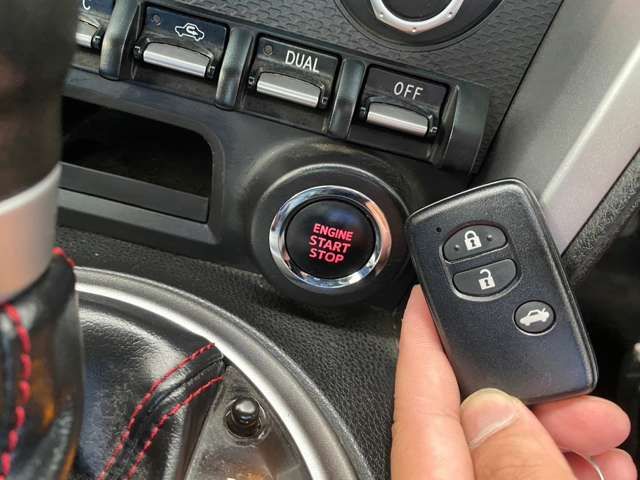 C
DUAL
OFF
ENGINE
START
STOP